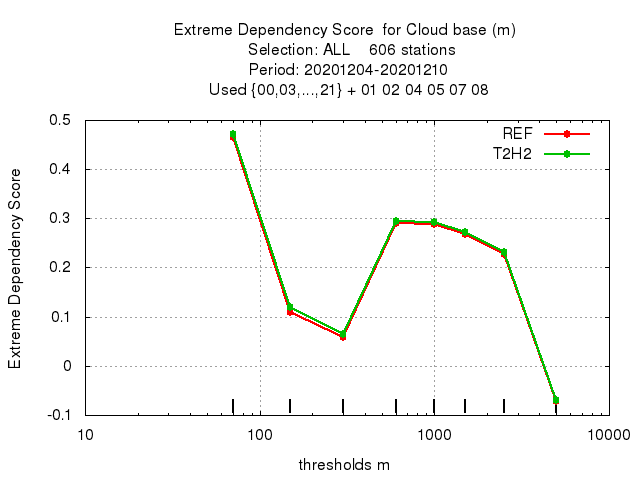 Extreme Dependency Score  for Cloud base (m)
Selection: ALL    606 stations
Period: 20201204-20201210
Used {00,03,...,21} + 01 02 04 05 07 08
REF
T2H2
Extreme Dependency Score
0.5
0.4
0.3
0.2
0.1
0
-0.1
10 100 1000 10000
thresholds m